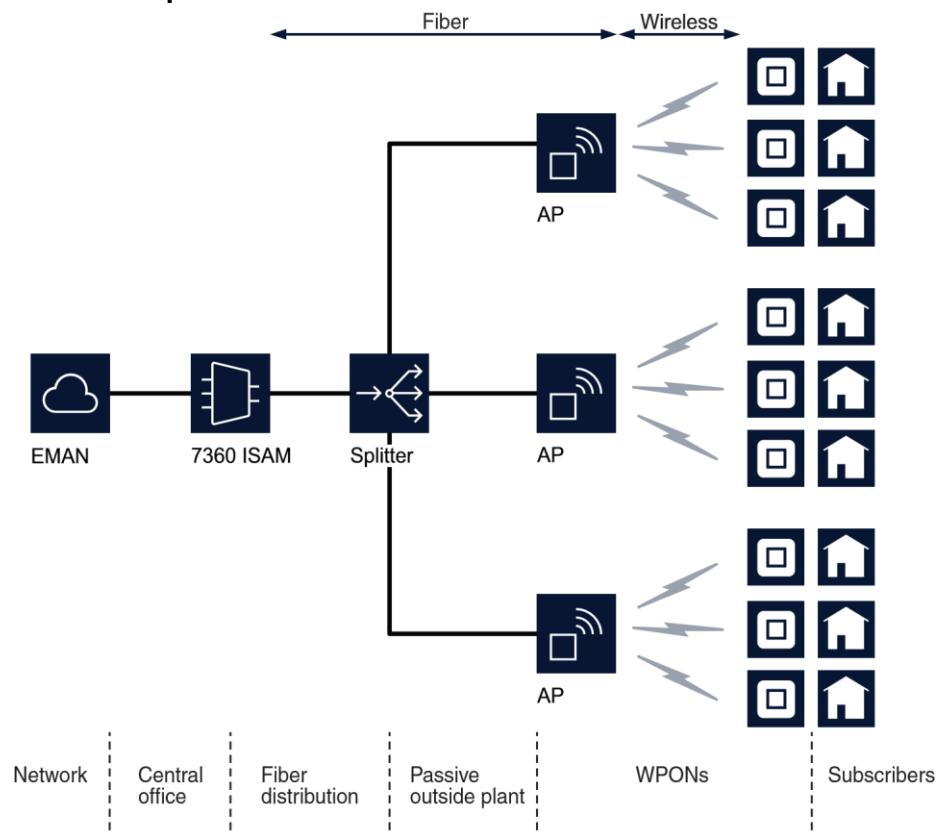 Fiber
Wireless
AP
EMAN
7360 ISAM
Splitter
AP
AP
Network
Central
office
Fiber
distribution
Passive
outside plant
WPONs
Subscribers